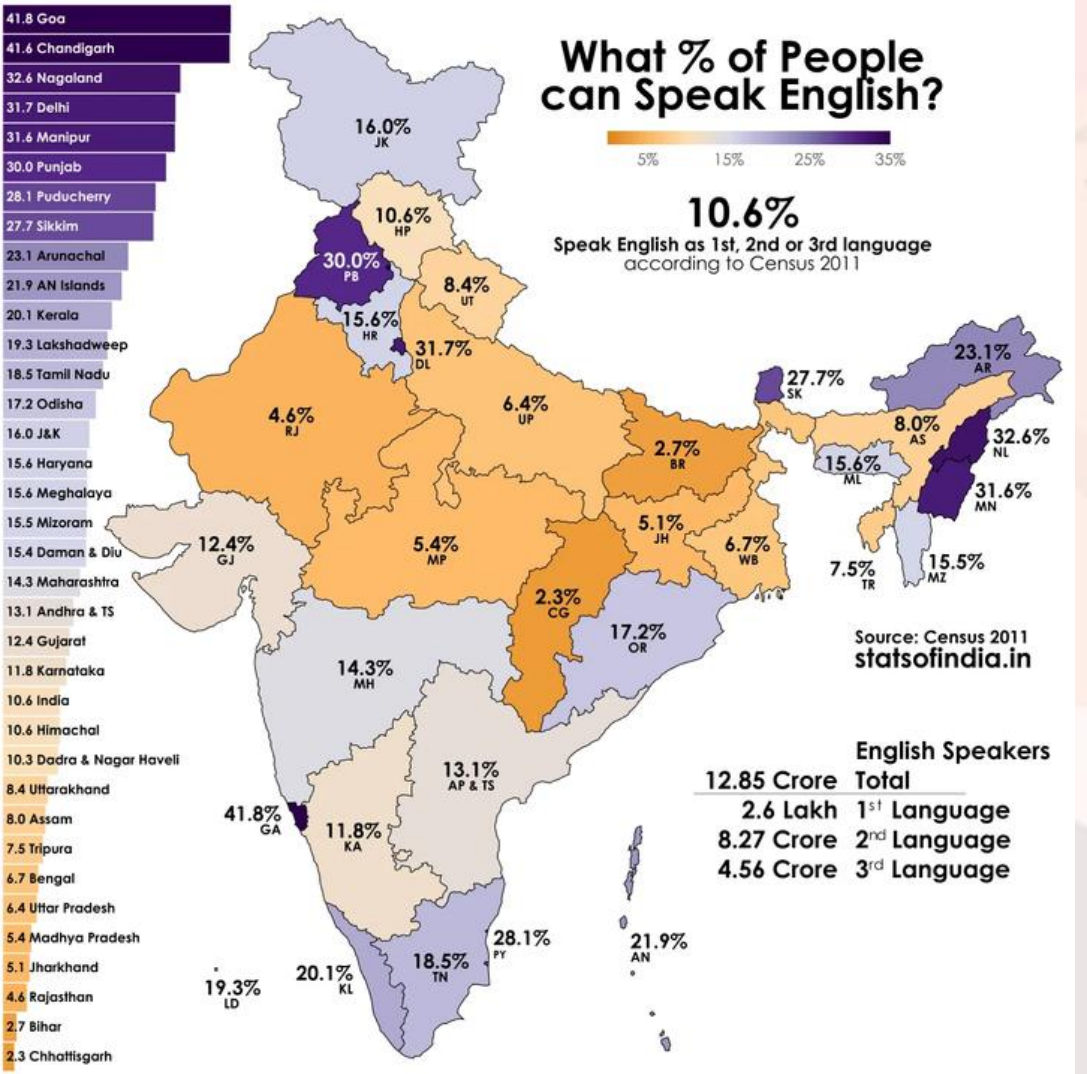 41.8 Goa
41.6 Chandigarh
32.6 Nagaland
31.7 Delhi
31.6 Manipur
30.0 Punjab
28.1 Puducherry
27.7 Sikkim
23.1 Arunachal
21.9 AN Islands
20.1 Kerala
19.3 Lakshadweep
18.5 Tamil Nadu
17.2 Odisha
16.0 J&K
15.6 Haryana
15.6 Meghalaya
15.5 Mizoram
15.4 Daman & Diu
14.3 Maharashtra
13.1 Andhra & TS
12.4 Gujarat
11.8 Karnataka
10.6 India
10.6 Himachal
10.3 Dadra & Nagar Haveli
8.4 Uttarakhand
8.0 Assam
7.5 Tripura
6.7 Bengal
6.4 Uttar Pradesh
5.4 Madhya Pradesh
5.1 Jharkhand
4.6 Rajasthan
2.7 Bihar
2.3 Chhattisgarh
What % of People
can Speak English?
5% 15% 25% 35%
10.6%
Speak English as 1st, 2nd or 3rd language
according to Census 2011
16.0%
JK
10.6%
HP
30.0%
PB
8.4%
UT
15.6%
HR
31.7%
DL
4.6%
RJ
6.4%
UP
2.7%
BR
27.7%
SK
23.1%
AR
8.0%
AS
32.6%
NL
15.6%
ML
31.6%
MN
12.4%
GJ
5.4%
MP
5.1%
JH
6.7%
WB
7.5%
TR
15.5%
MZ
2.3%
CG
17.2%
OR
14.3%
MH
13.1%
AP & TS
41.8%
GA
11.8%
KA
28.1%
PY
18.5%
TN
20.1%
KL
19.3%
LD
21.9%
AN
Source: Census 2011
statsofindia.in
English Speakers
12.85 Crore Total
2.6 Lakh 1st Language
8.27 Crore 2nd Language
4.56 Crore 3rd Language